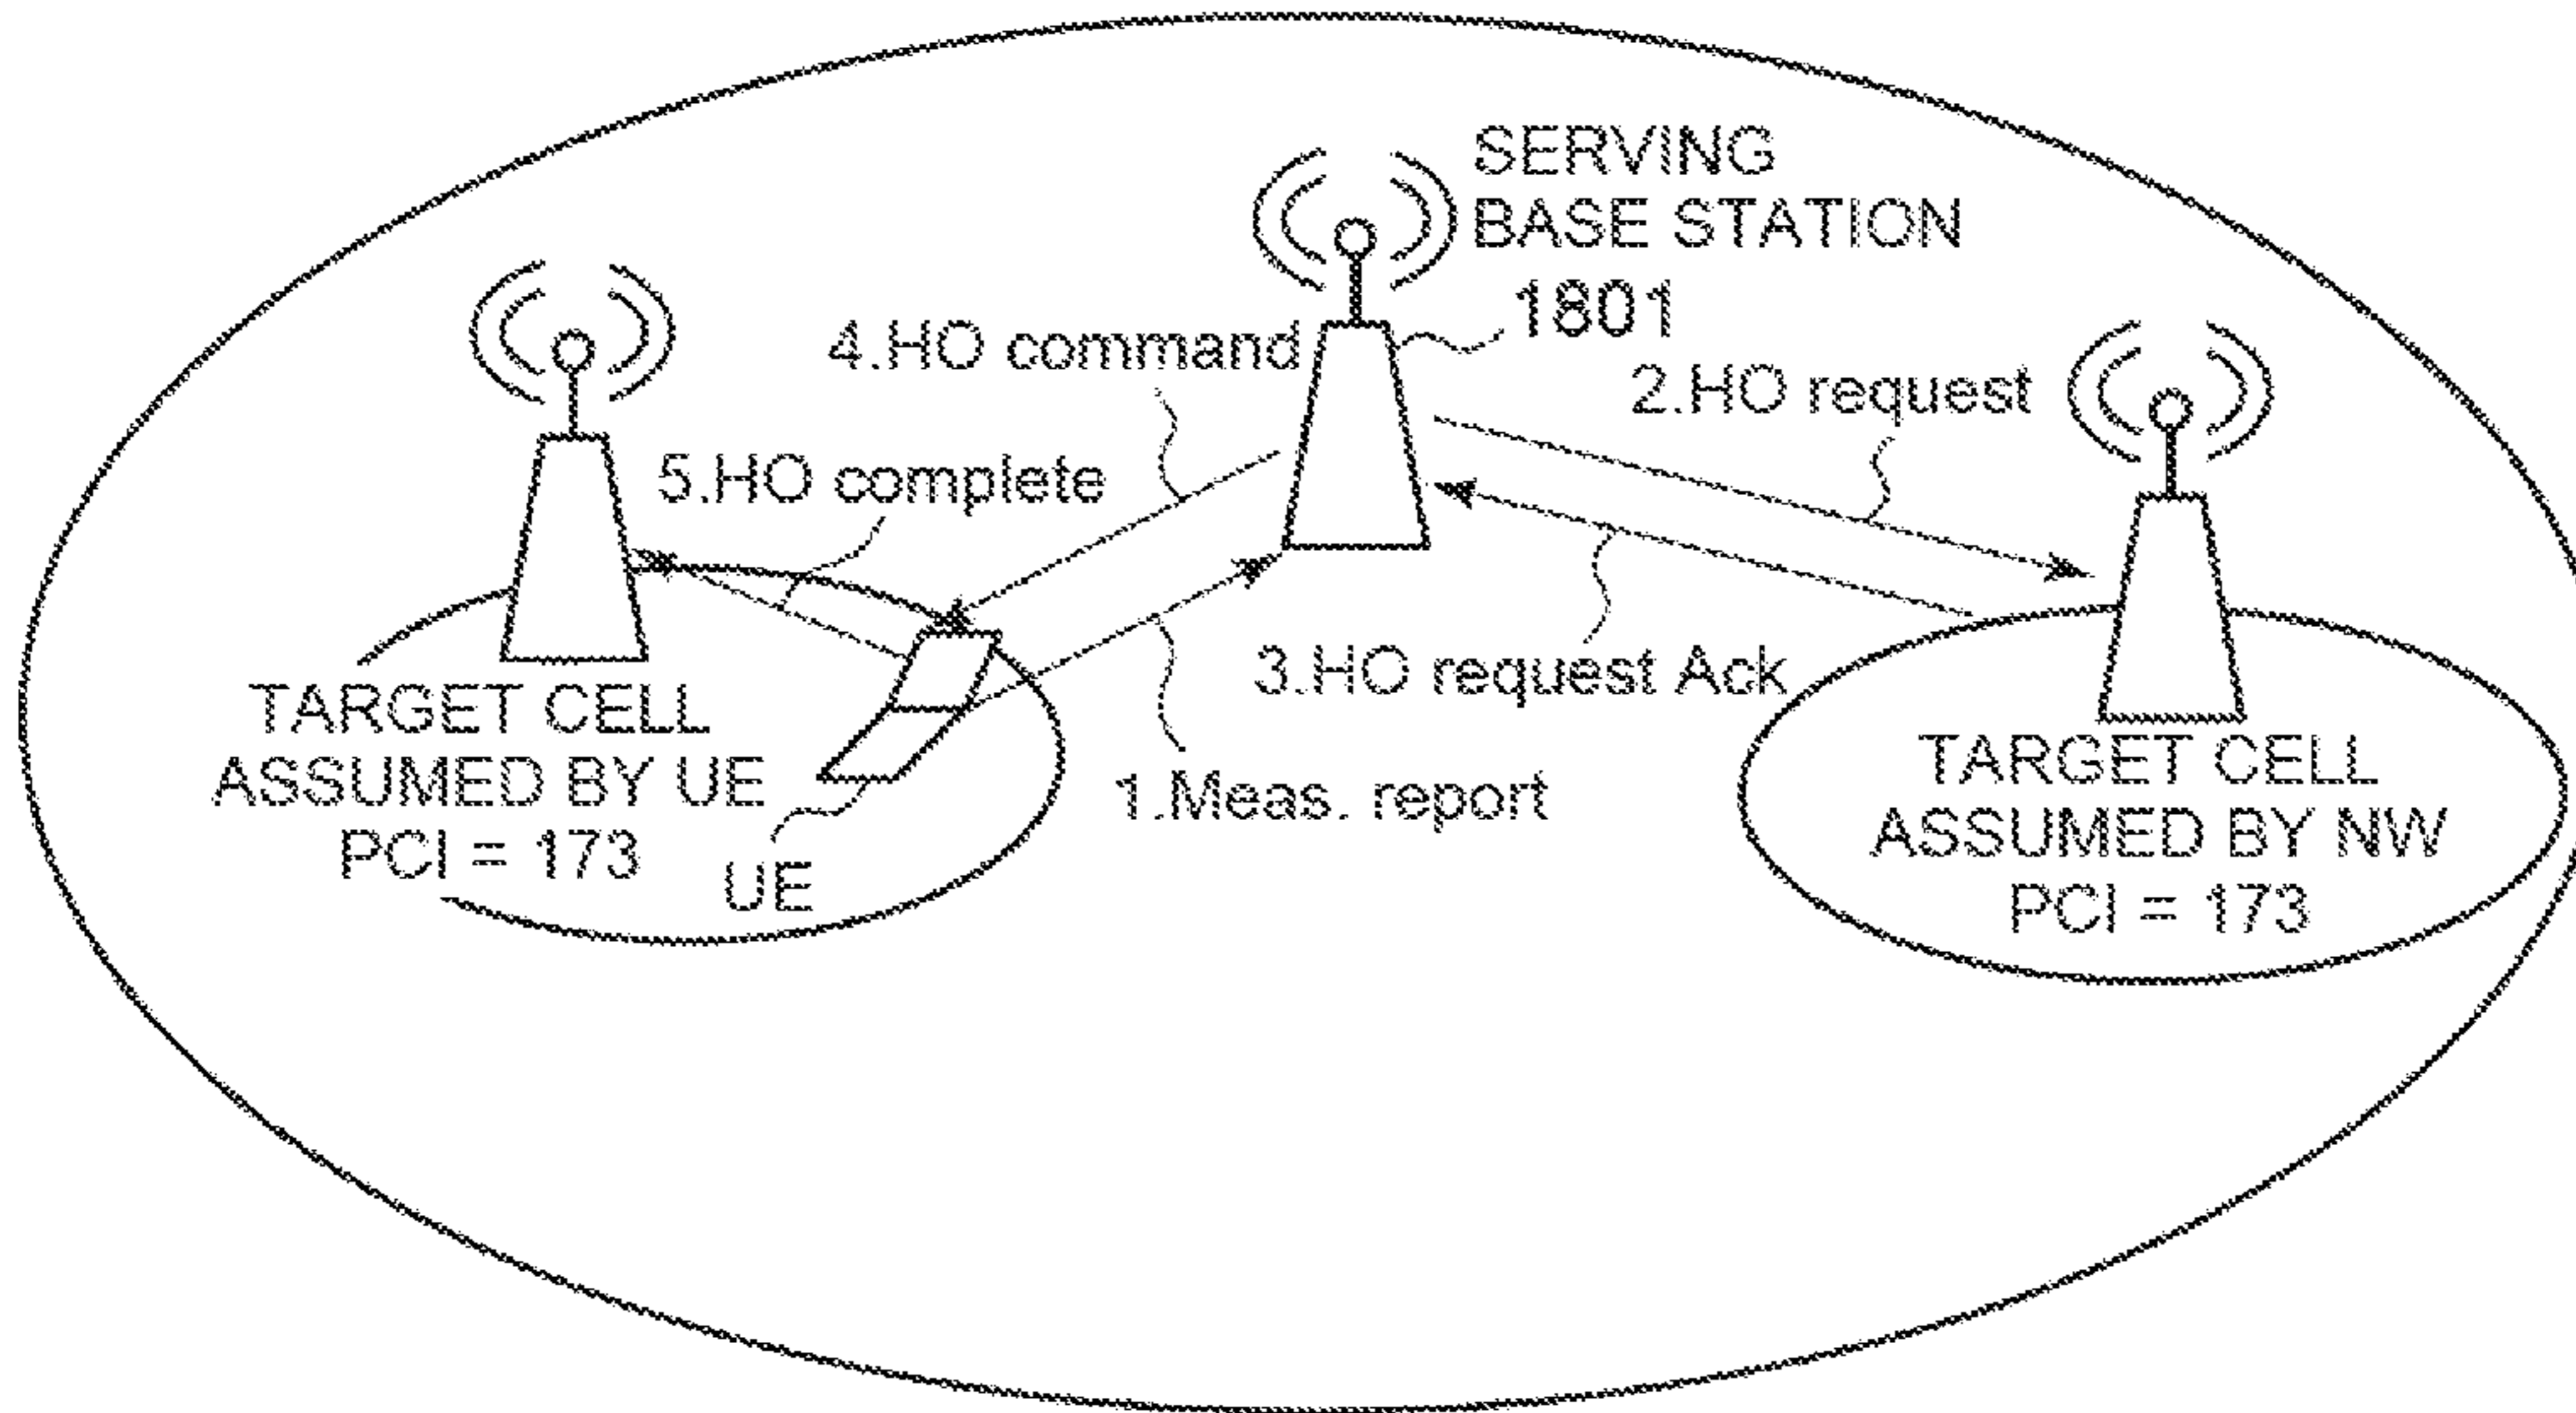 SERVING
BASE STATION
1801
4.HO command
2.HO request
5.HO complete
3.HO request Ack
TARGET CELL
ASSUMED BY UE
PCI = 173
UE
1.Meas. report
TARGET CELL
ASSUMED BY NW
PCI = 173